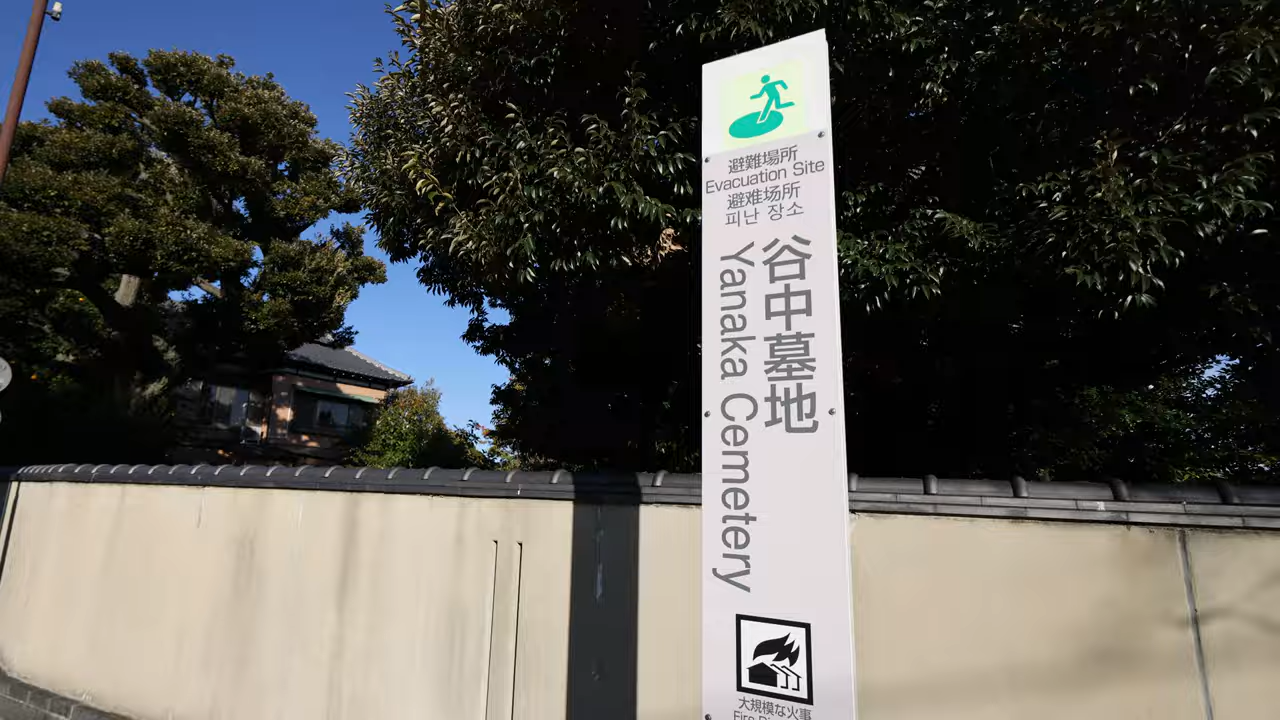 避難場所
Evacuation Site
避难场所
피난 장소
谷中墓地
Yanaka Cemetery
大規模な火事